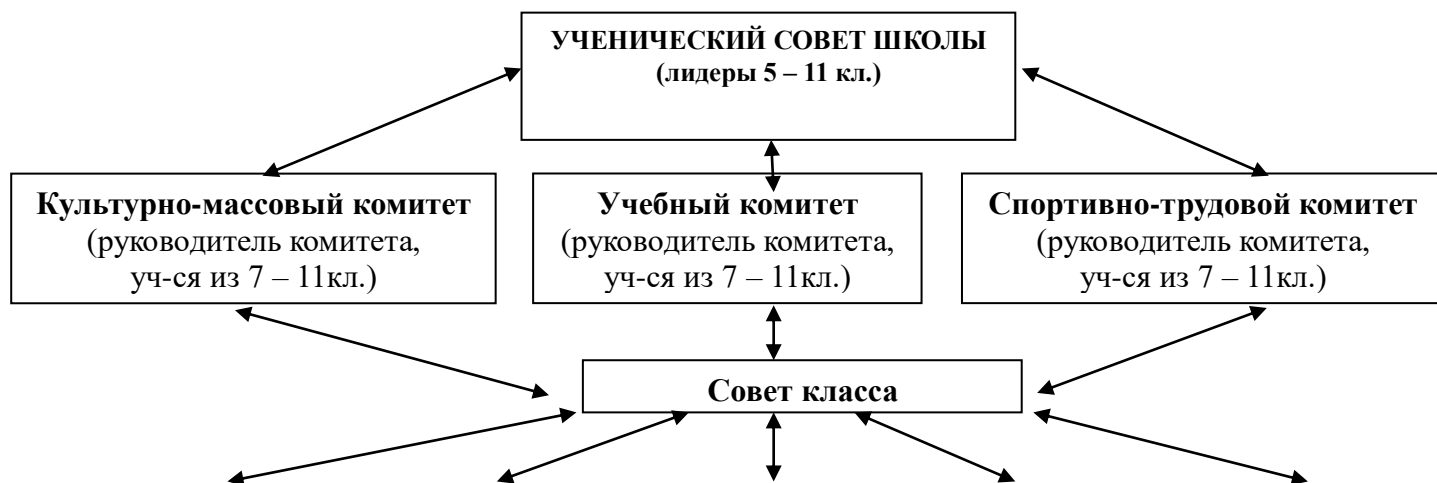 УЧЕНИЧЕСКИЙ СОВЕТ ШКОЛЫ
(лидеры 5 – 11 кл.)
Культурно-массовый комитет
(руководитель комитета,
уч-ся из 7 – 11кл.)
Учебный комитет
(руководитель комитета,
уч-ся из 7 – 11кл.)
Спортивно-трудовой комитет
(руководитель комитета,
уч-ся из 7 – 11кл.)
Совет класса